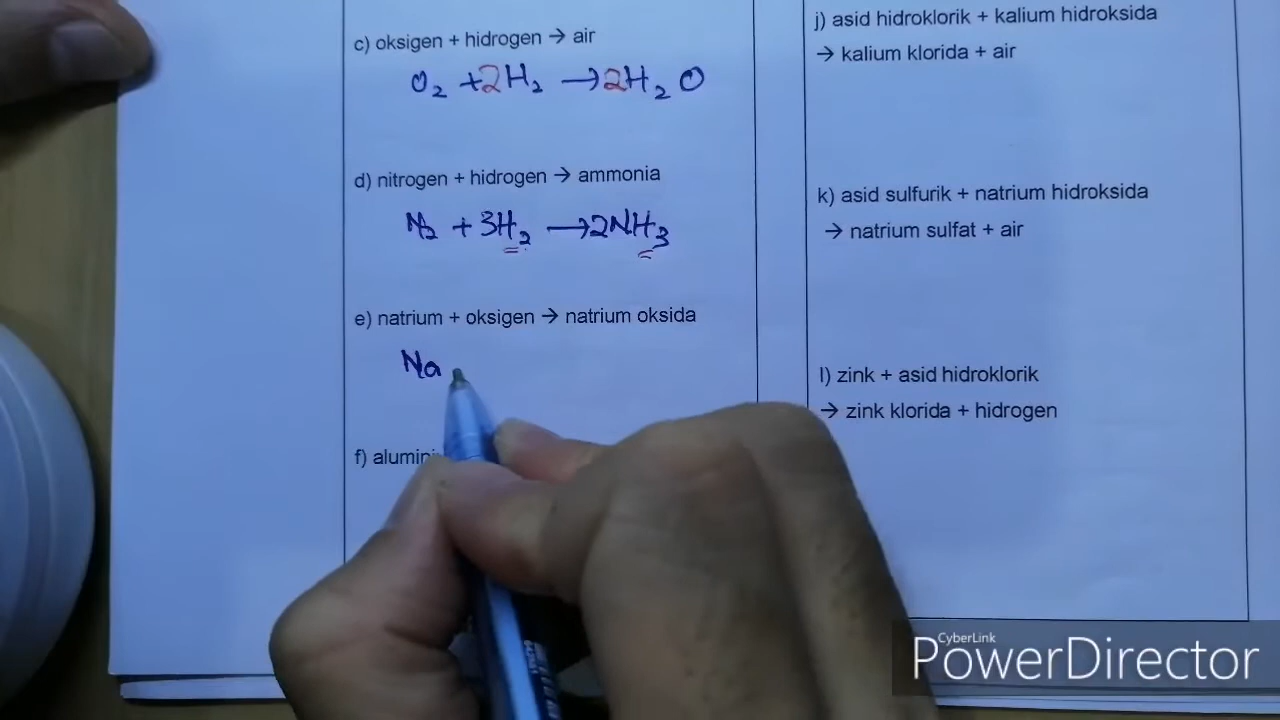 c) oksigen + hidrogen → air
O₂ + 2H₂ → 2H₂O
d) nitrogen + hidrogen → ammonia
N₂ + 3H₂ → 2NH₃
e) natrium + oksigen → natrium oksida
Na
f)
j) asid hidroklorik + kalium hidroksida
→ kalium klorida + air
k) asid sulfurik + natrium hidroksida
→ natrium sulfat + air
l) zink + asid hidroklorik
→ zink klorida + hidrogen
CyberLink
PowerDirector